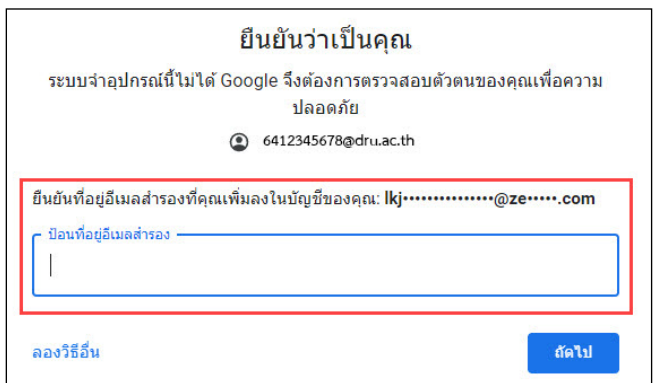 ยืนยันว่าเป็นคุณ
ระบบจำอุปกรณ์นี้ไม่ได้ Google จึงต้องการตรวจสอบตัวตนของคุณเพื่อความ
ปลอดภัย
6412345678@dru.ac.th
ยืนยันที่อยู่อีเมลสำรองที่คุณเพิ่มลงในบัญชีของคุณ: lkj•••••••••••••••@ze•••••.com
ป้อนที่อยู่อีเมลสำรอง
ลองวิธีอื่น
ถัดไป